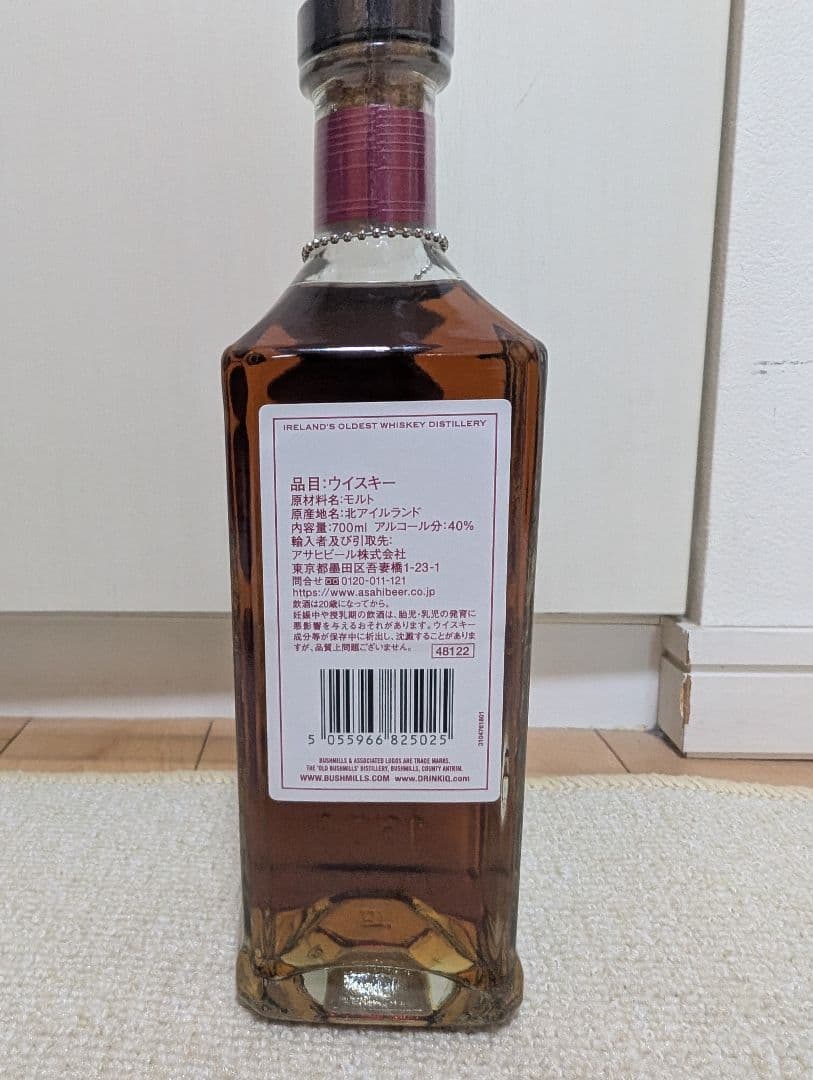 IRELAND'S OLDEST WHISKEY DISTILLERY
品目:ウイスキー
原材料名:モルト
原産地名:北アイルランド
内容量:700ml アルコール分:40%
輸入者及び引取先:
アサヒビール株式会社
東京都墨田区吾妻橋1-23-1
問合せ 0120-011-121
https://www.asahibeer.co.jp
飲酒は20歳になってから。
妊娠中や授乳期の飲酒は、胎児・乳児の発育に
悪影響を与えるおそれがあります。ウイスキー
成分等が保存中に析出し、沈澱することがありま
すが、品質上問題ございません。
48122
5 055966 825025
3104761801
BUSHMILLS & ASSOCIATED LOGOS ARE TRADE MARKS.
THE 'OLD BUSHMILLS' DISTILLERY, BUSHMILLS, COUNTY ANTRIM.
WWW.BUSHMILLS.COM www.DRINKiQ.com